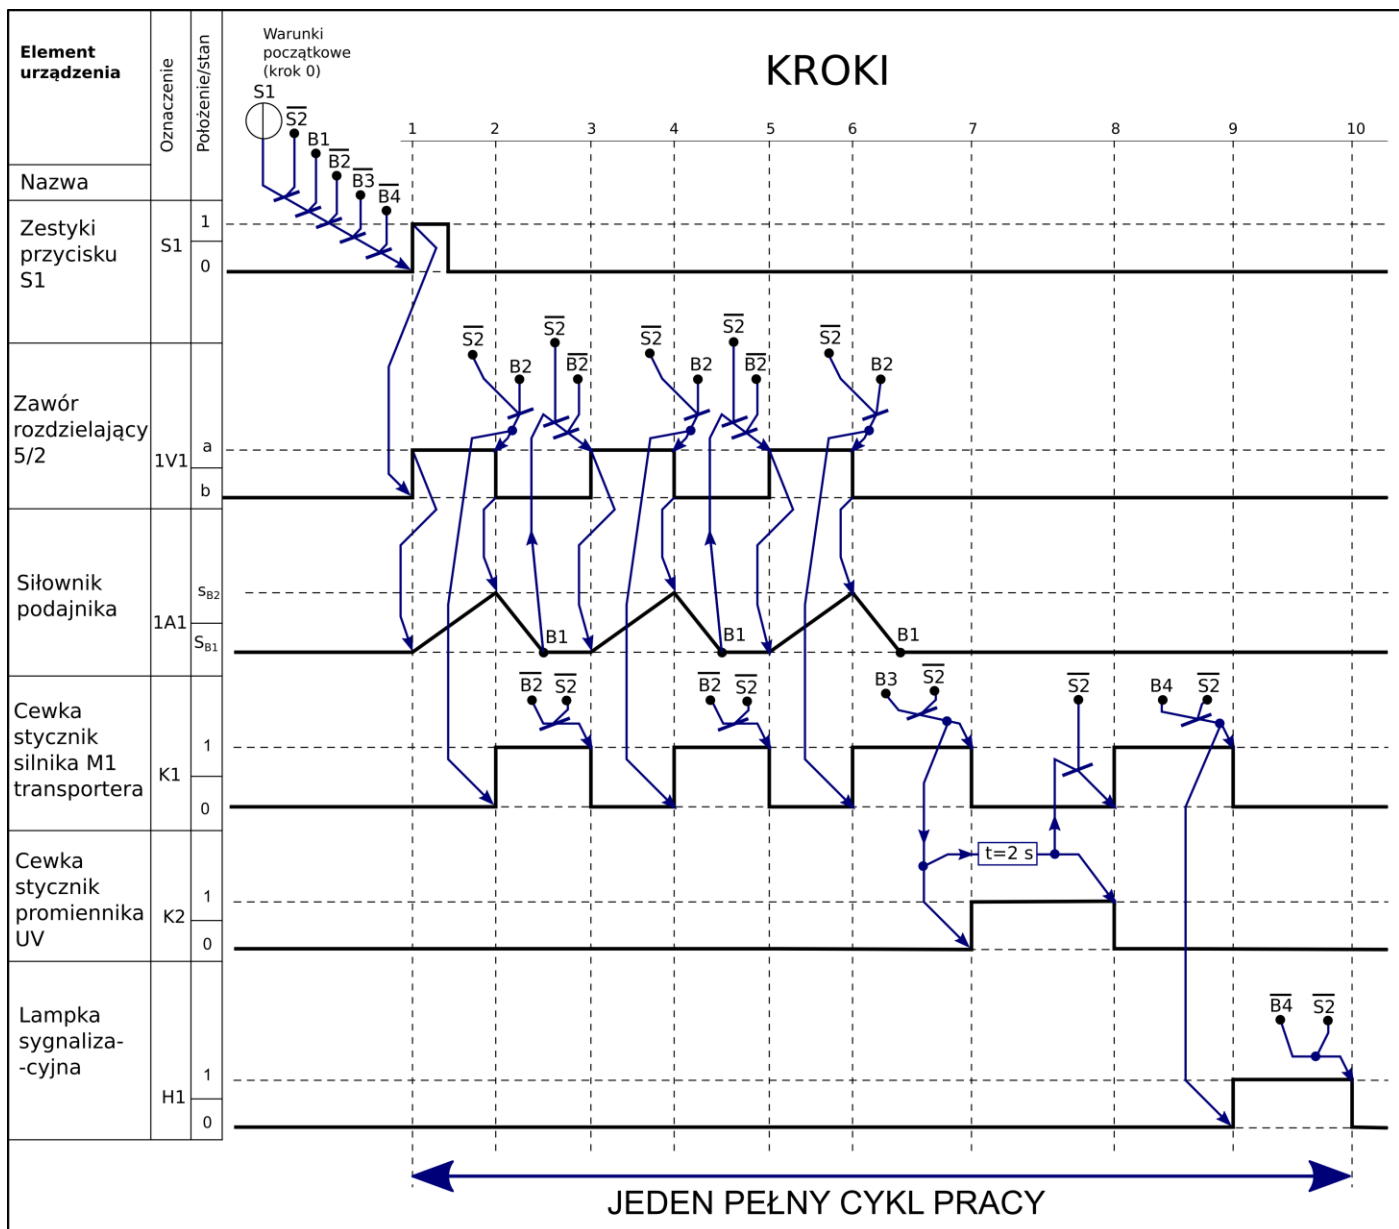 Element
urządzenia
Oznaczenie
Położenie/stan
Warunki
początkowe
(krok 0)
KROKI
S1
S2
B1
B2
B3
B4
1
2
3
4
5
6
7
8
9
10
Nazwa
Zestyki
przycisku
S1
S1
1
0
Zawór
rozdzielający
5/2
1V1
a
b
S2
B2
S2
B2
S2
B2
S2
B2
S2
B2
Siłownik
podajnika
1A1
sB2
SB1
B1
B1
B1
Cewka
stycznik
silnika M1
transportera
K1
1
0
B2
S2
B2
S2
B3
S2
S2
B4
S2
Cewka
stycznik
promiennika
UV
K2
1
0
t=2 s
Lampka
sygnaliza-
-cyjna
H1
1
0
B4
S2
JEDEN PEŁNY CYKL PRACY